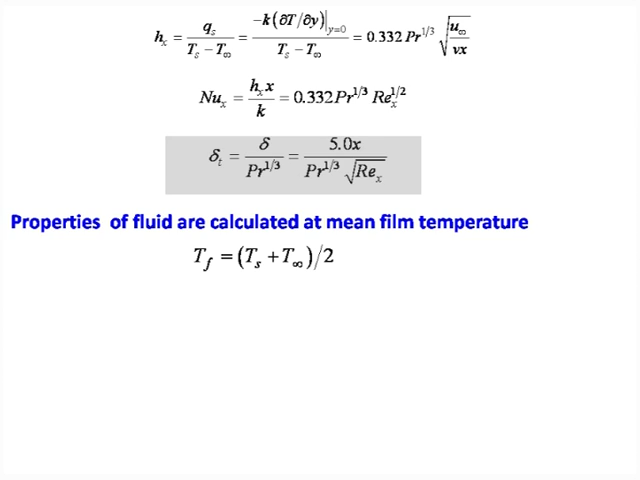 h_x = q_s / (T_s − T_∞) = −k(∂T/∂y)|_{y=0} / (T_s − T_∞) = 0.332 Pr^{1/3} √(u_∞ / νx)
Nu_x = h_x x / k = 0.332 Pr^{1/3} Re_x^{1/2}
δ_t = δ / Pr^{1/3} = 5.0x / (Pr^{1/3} √Re_x)
Properties of fluid are calculated at mean film temperature
T_f = (T_s + T_∞)/2